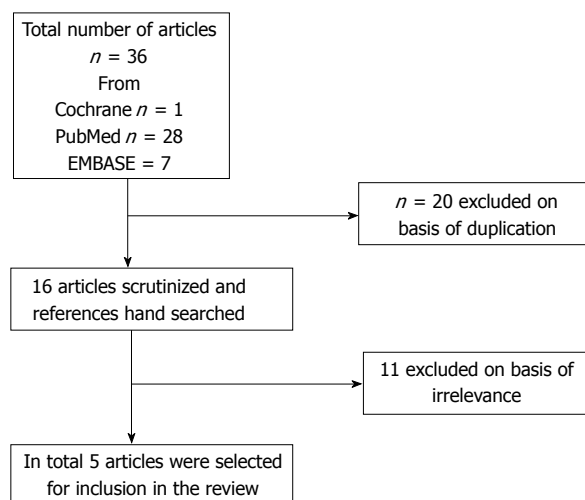 Total number of articles
n = 36
From
Cochrane n = 1
PubMed n = 28
EMBASE = 7
n = 20 excluded on
basis of duplication
16 articles scrutinized and
references hand searched
11 excluded on basis of
irrelevance
In total 5 articles were selected
for inclusion in the review